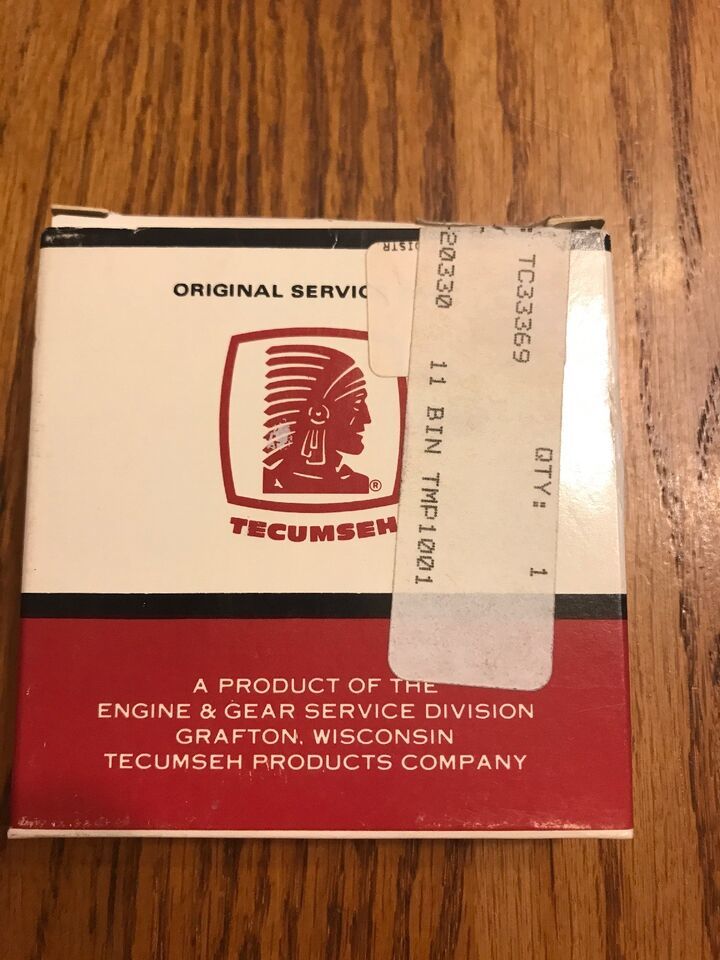 ORIGINAL SERVIC
TECUMSEH
®
A PRODUCT OF THE
ENGINE & GEAR SERVICE DIVISION
GRAFTON, WISCONSIN
TECUMSEH PRODUCTS COMPANY
TC33369 QTY: 1
-20330 11 BIN TMP1001
DISTR